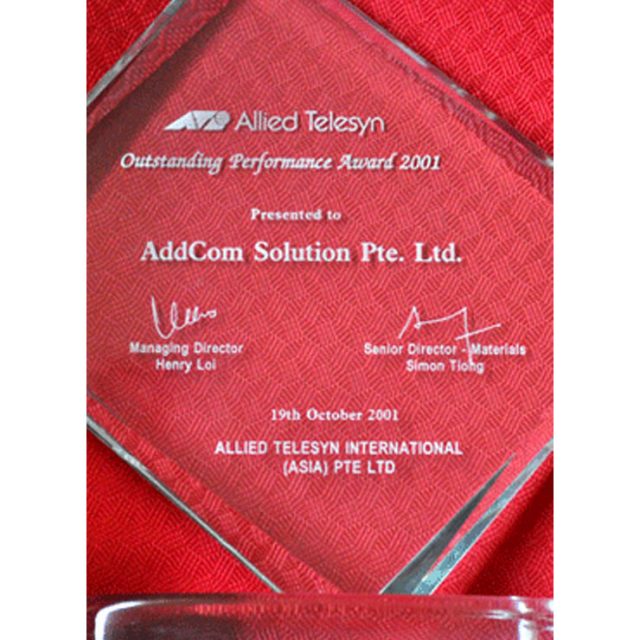 Allied Telesyn
Outstanding Performance Award 2001
Presented to
AddCom Solution Pte. Ltd.
Managing Director
Henry Loi
Senior Director - Materials
Simon Tiong
19th October 2001
ALLIED TELESYN INTERNATIONAL
(ASIA) PTE LTD